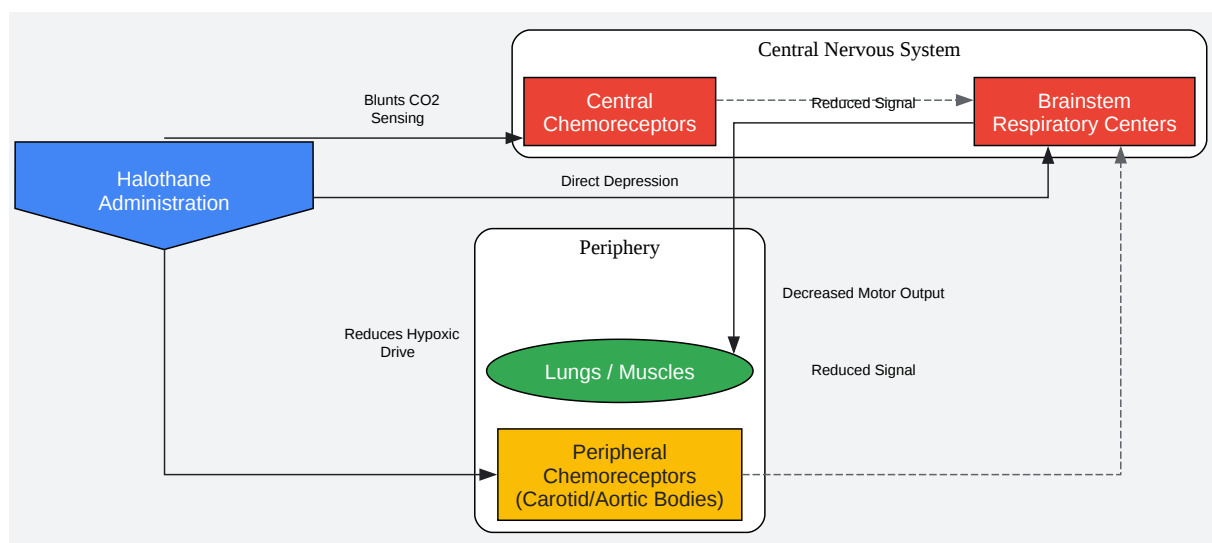 Central Nervous System
Blunts CO2
Sensing
Central
Chemoreceptors
Reduced Signal
Brainstem
Respiratory Centers
Halothane
Administration
Direct Depression
Periphery
Decreased Motor Output
Reduces Hypoxic
Drive
Lungs / Muscles
Reduced Signal
Peripheral
Chemoreceptors
(Carotid/Aortic Bodies)